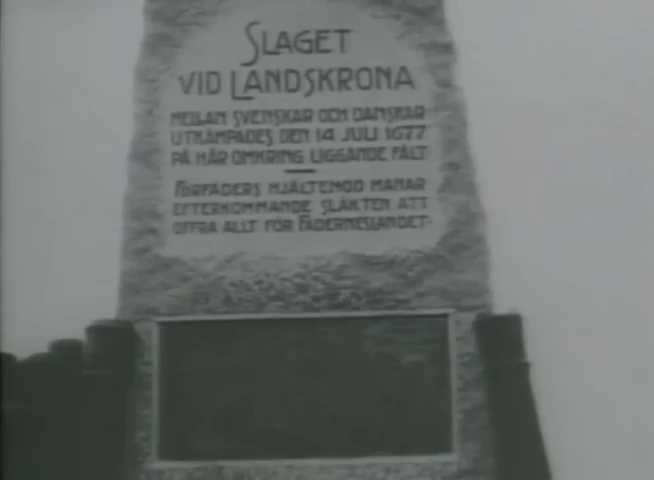 SLAGET
VID LANDSKRONA
MELLAN SVENSKAR OCH DANSKAR
UTKÄMPADES DEN 14 JULI 1677
PÅ HÄR OMKRING LIGGANDE FÄLT
FÖRFÄDERS HJÄLTEMOD MANAR
EFTERKOMMANDE SLÄKTEN ATT
OFFRA ALLT FÖR FÄDERNESLANDET